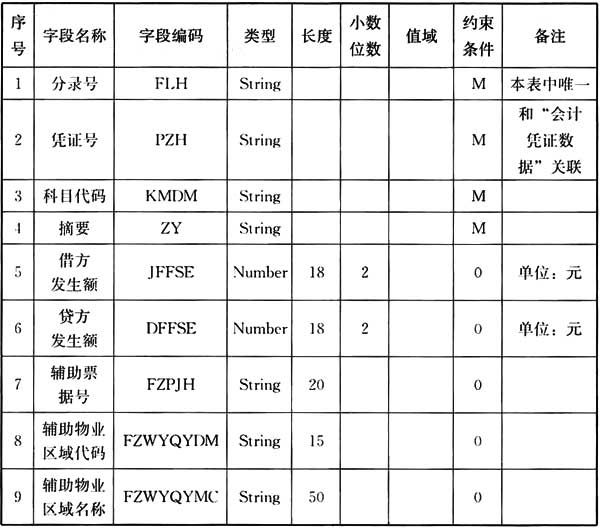 序号 字段名称 字段编码 类型 长度 小数位数 值域 约束条件 备注
1 分录号 FLH String M 本表中唯一
2 凭证号 PZH String M 和“会计凭证数据”关联
3 科目代码 KMDM String M
4 摘要 ZY String M
5 借方发生额 JFFSE Number 18 2 O 单位：元
6 贷方发生额 DFFSE Number 18 2 O 单位：元
7 辅助票据号 FZPJH String 20 O
8 辅助物业区域代码 FZWYQYDM String 15 O
9 辅助物业区域名称 FZWYQYMC String 50 O